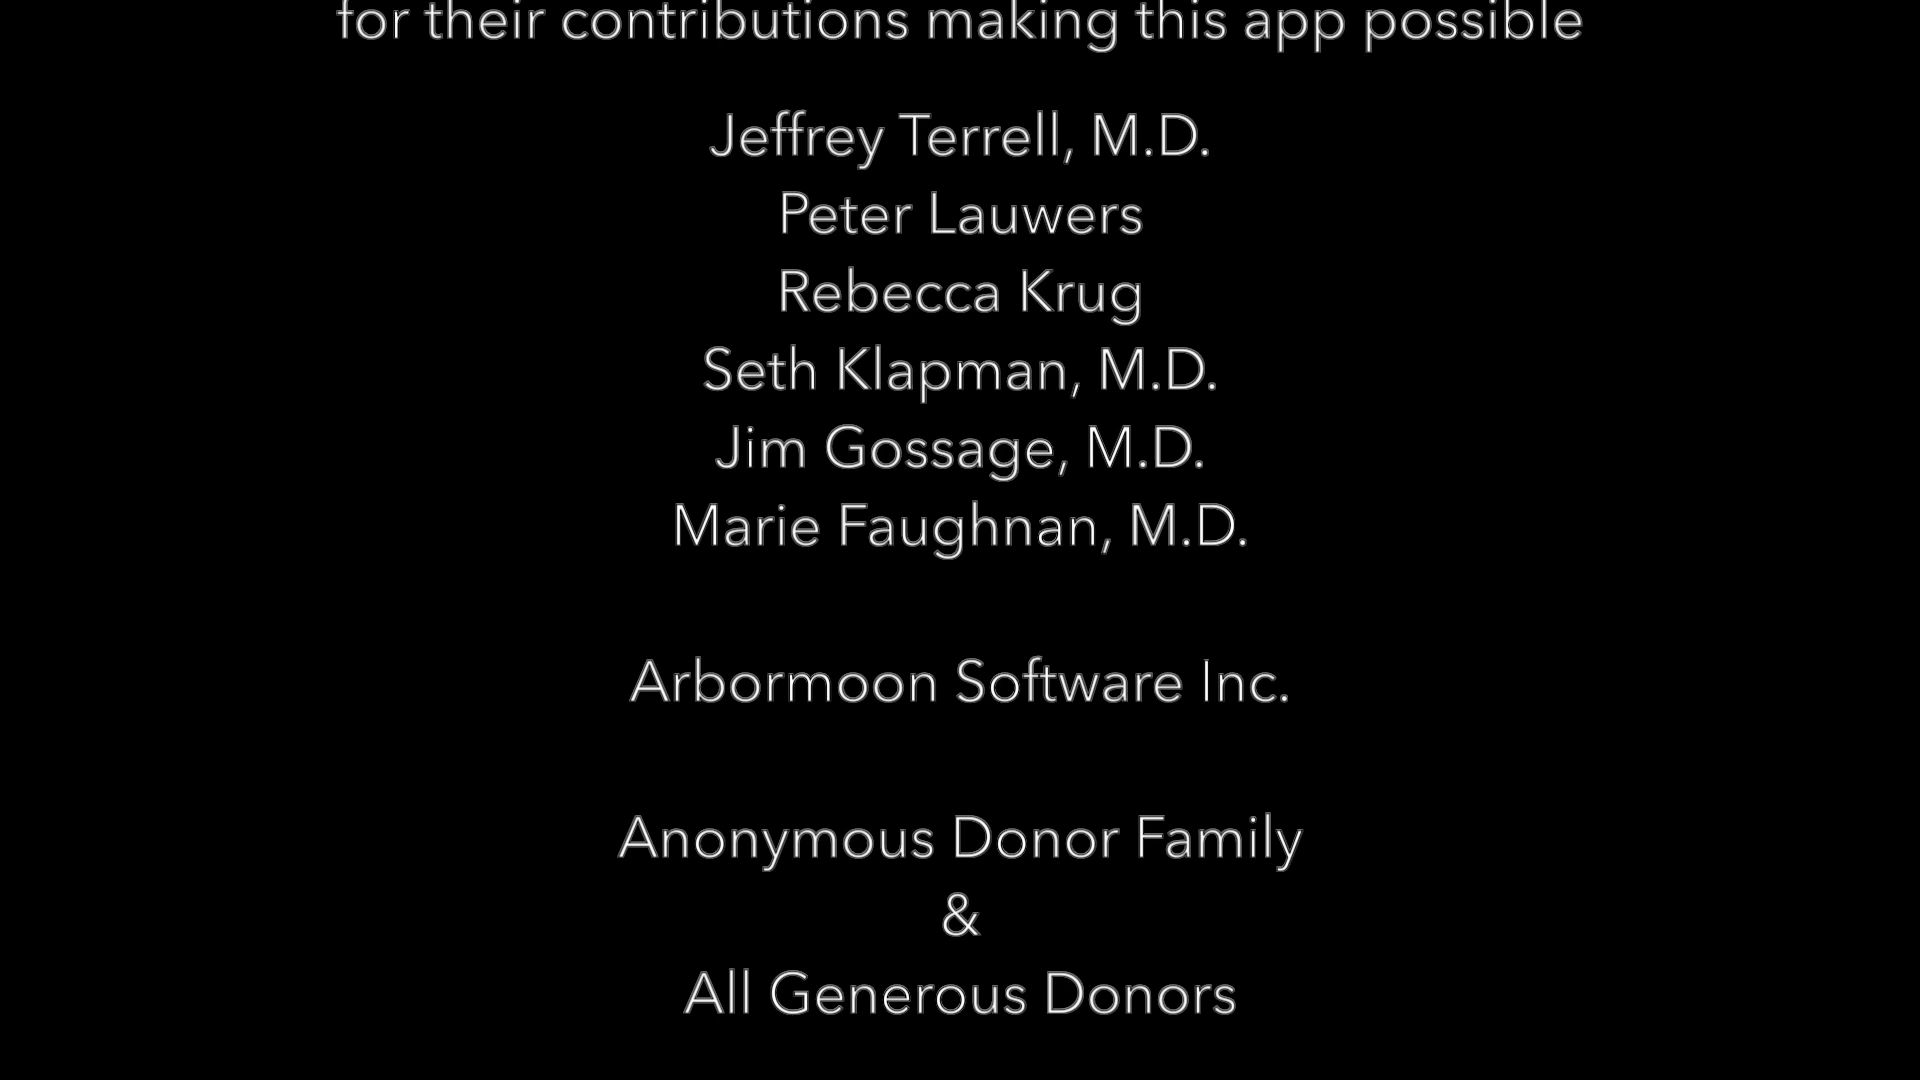 for their contributions making this app possible
Jeffrey Terrell, M.D.
Peter Lauwers
Rebecca Krug
Seth Klapman, M.D.
Jim Gossage, M.D.
Marie Faughnan, M.D.
Arbormoon Software Inc.
Anonymous Donor Family
&
All Generous Donors